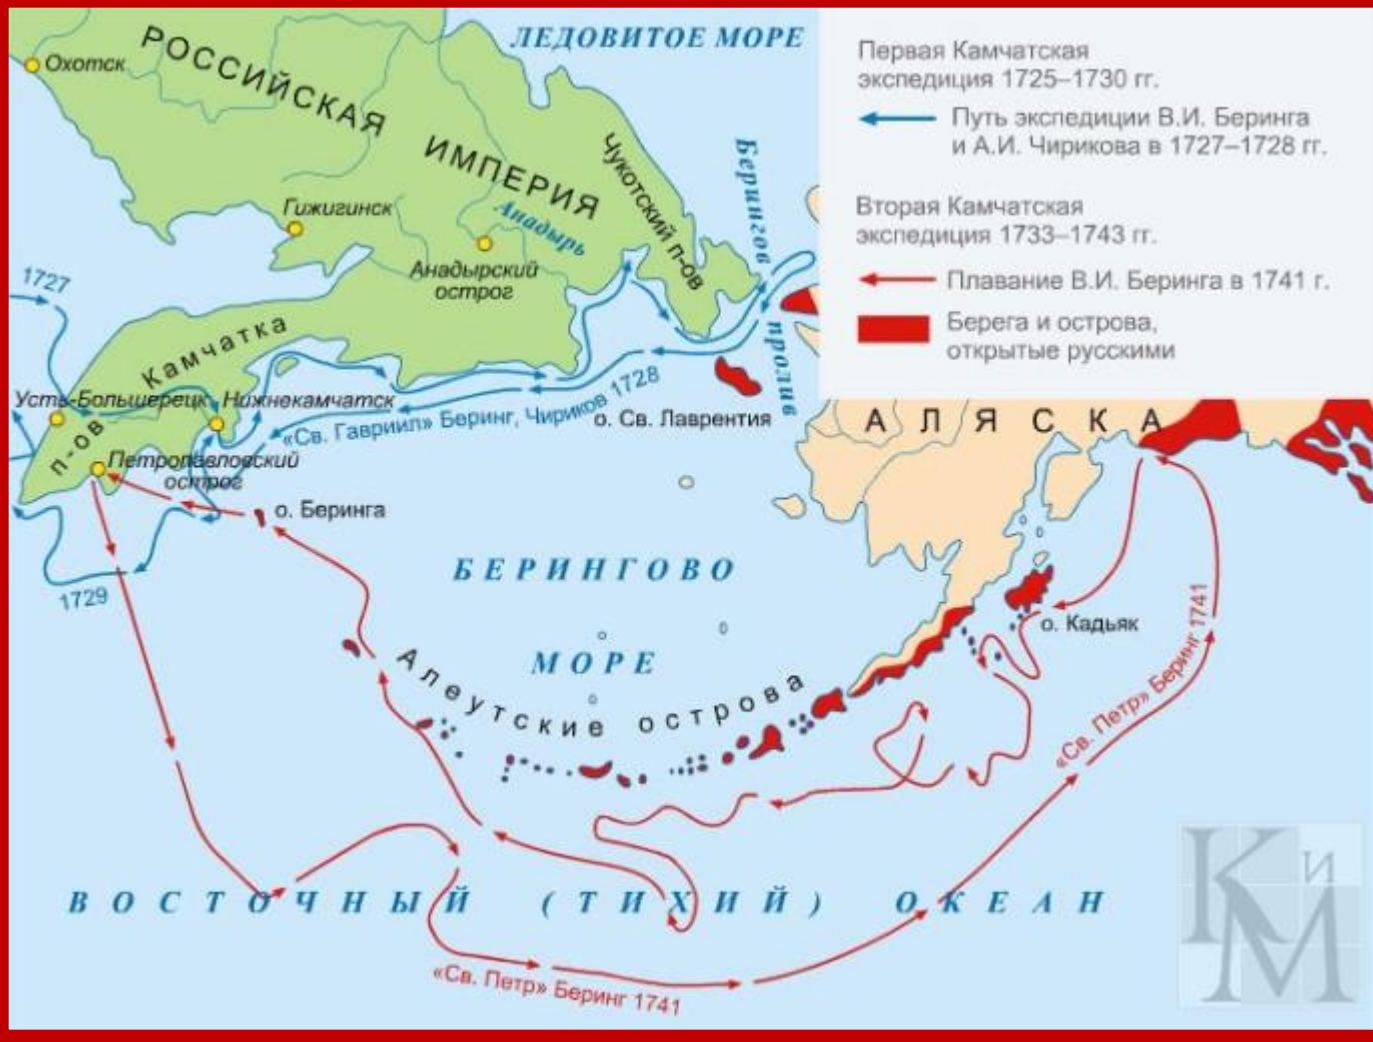 ЛЕДОВИТОЕ МОРЕ
Охотск
РОССИЙСКАЯ
ИМПЕРИЯ
Чукотский п-ов
Берингов
пролив
Гижигинск
Анадырь
Анадырский
острог
1727
п-ов Камчатка
Усть-Большерецк
Нижнекамчатск
«Св. Гавриил» Беринг, Чириков 1728
о. Св. Лаврентия
Петропавловский
острог
о. Беринга
1729
АЛЯСКА
БЕРИНГОВО
МОРЕ
Алеутские острова
о. Кадьяк
«Св. Петр» Беринг 1741
ВОСТОЧНЫЙ (ТИХИЙ) ОКЕАН
«Св. Петр» Беринг 1741
Первая Камчатская
экспедиция 1725–1730 гг.
Путь экспедиции В.И. Беринга
и А.И. Чирикова в 1727–1728 гг.
Вторая Камчатская
экспедиция 1733–1743 гг.
Плавание В.И. Беринга в 1741 г.
Берега и острова,
открытые русскими
К и М